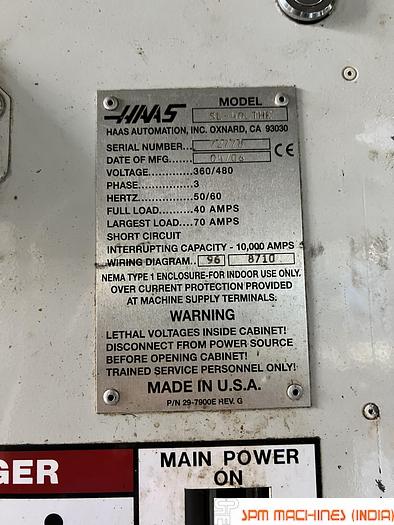 HAAS
MODEL
HAAS AUTOMATION, INC. OXNARD, CA 93030
SERIAL NUMBER...
DATE OF MFG..... 04/06
VOLTAGE...........360/480
PHASE................3
HERTZ................50/60
FULL LOAD.........40 AMPS
LARGEST LOAD...70 AMPS
SHORT CIRCUIT
INTERRUPTING CAPACITY - 10,000 AMPS
WIRING DIAGRAM.. 96 8710
NEMA TYPE 1 ENCLOSURE-FOR INDOOR USE ONLY.
OVER CURRENT PROTECTION PROVIDED
AT MACHINE SUPPLY TERMINALS.
WARNING
LETHAL VOLTAGES INSIDE CABINET!
DISCONNECT FROM POWER SOURCE
BEFORE OPENING CABINET!
TRAINED SERVICE PERSONNEL ONLY!
MADE IN U.S.A.
P/N 29-7900E REV. G
GER
MAIN POWER
ON
SPM MACHINES (INDIA)